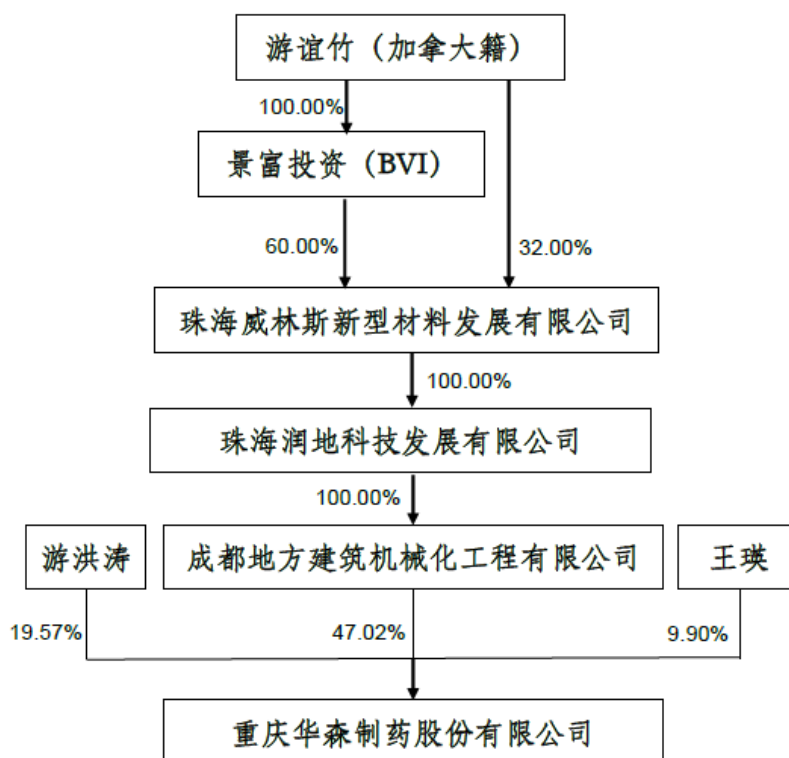 游谊竹（加拿大籍）
100.00%
景富投资（BVI）
60.00%
32.00%
珠海威林斯新型材料发展有限公司
100.00%
珠海润地科技发展有限公司
100.00%
游洪涛
成都地方建筑机械化工程有限公司
王瑛
19.57%
47.02%
9.90%
重庆华森制药股份有限公司